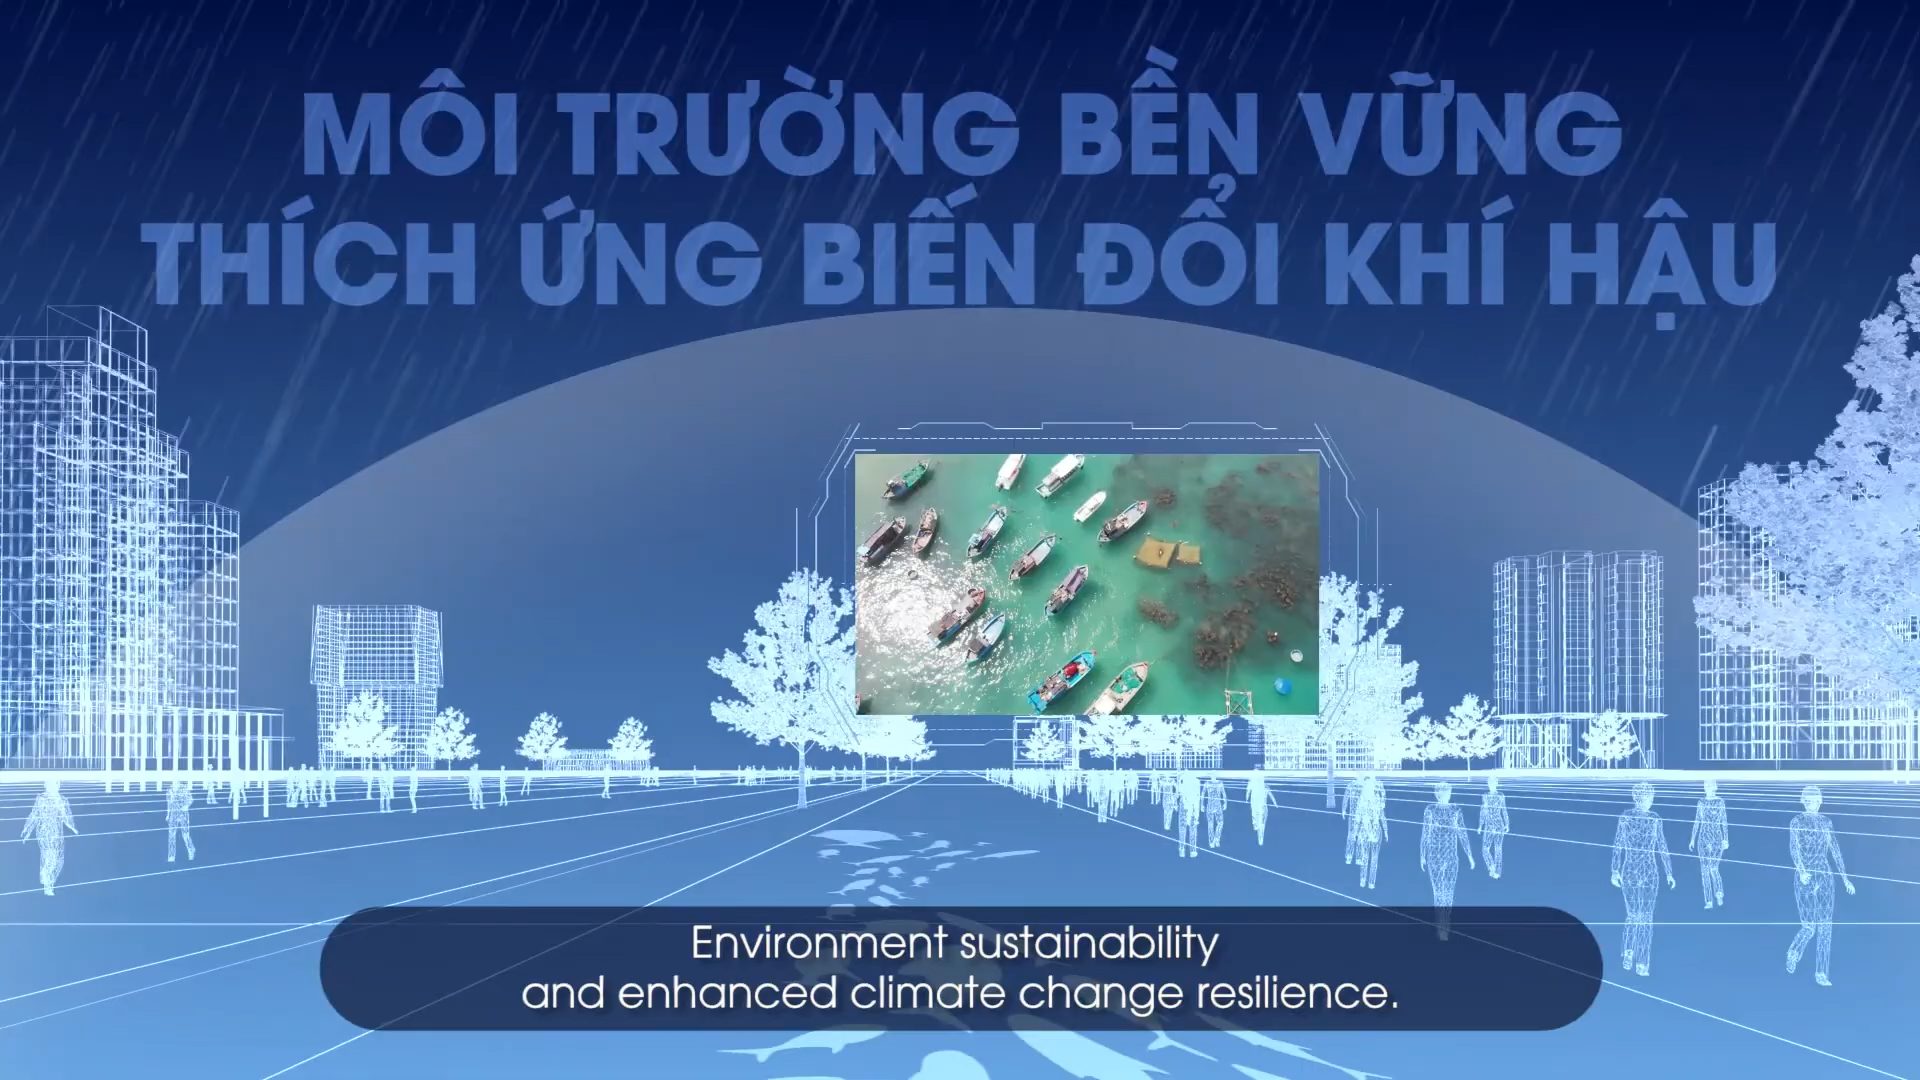 MÔI TRƯỜNG BỀN VỮNG
THÍCH ỨNG BIẾN ĐỔI KHÍ HẬU
Environment sustainability
and enhanced climate change resilience.